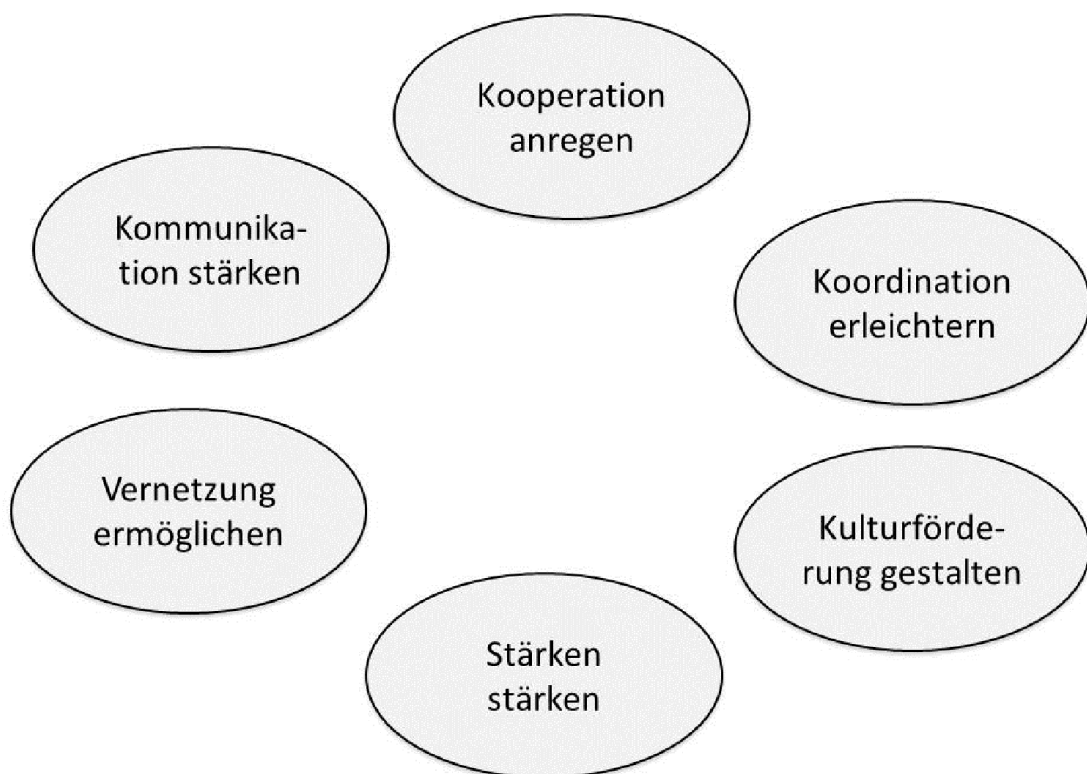 Kooperation
anregen
Kommunika-
tion stärken
Koordination
erleichtern
Vernetzung
ermöglichen
Kulturförde-
rung gestalten
Stärken
stärken